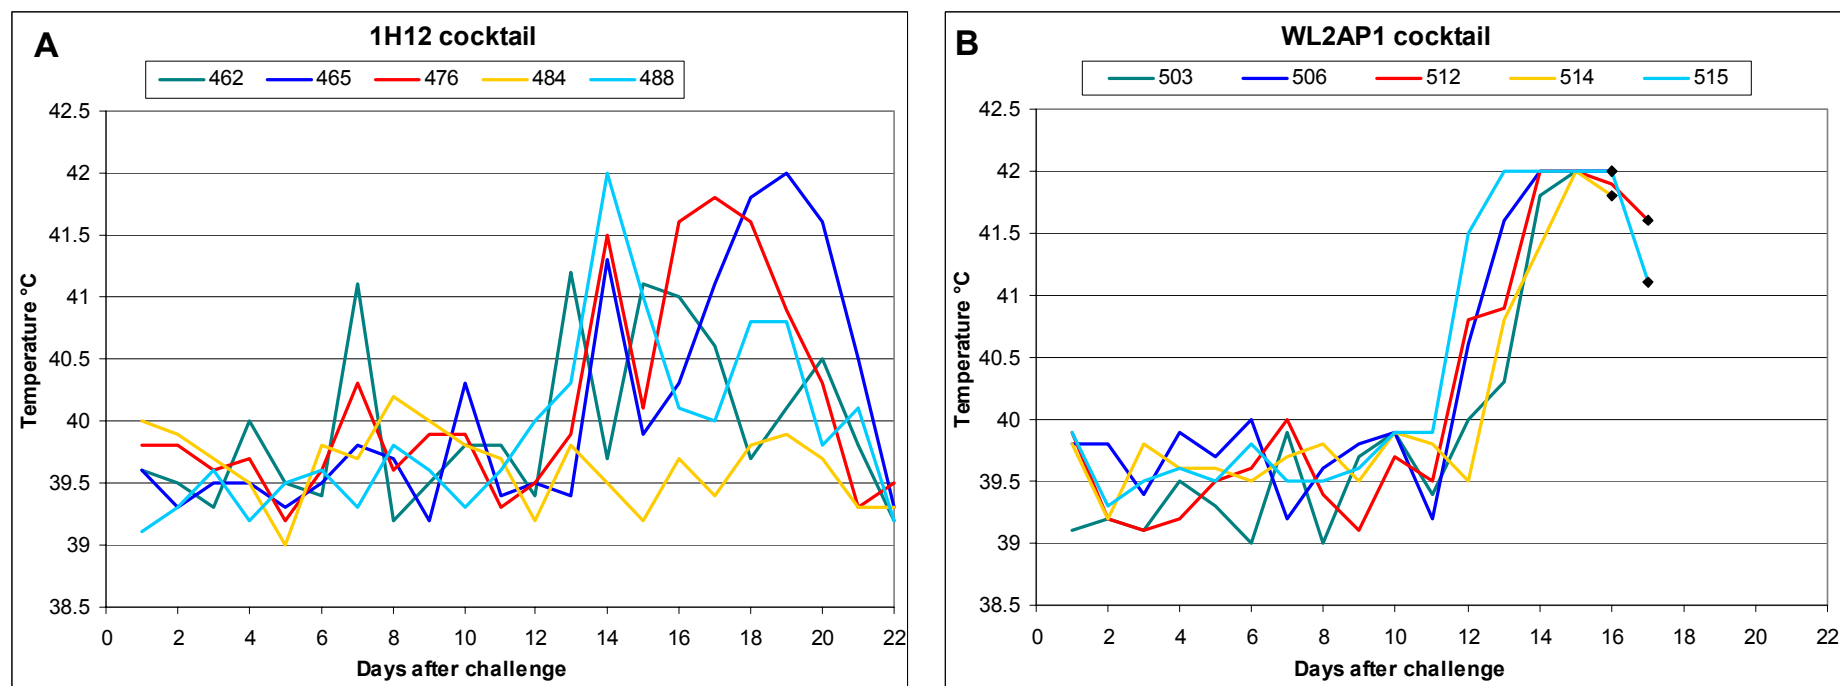 A
1H12 cocktail
462 465 476 484 488
42.5
42
41.5
41
40.5
40
39.5
39
38.5
Temperature °C
0 2 4 6 8 10 12 14 16 18 20 22
Days after challenge
B
WL2AP1 cocktail
503 506 512 514 515
42.5
42
41.5
41
40.5
40
39.5
39
38.5
Temperature °C
0 2 4 6 8 10 12 14 16 18 20 22
Days after challenge